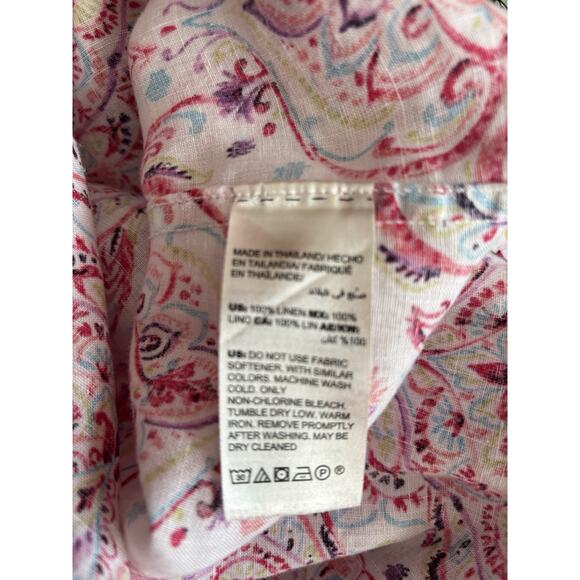 MADE IN THAILAND/ HECHO
EN TAILANDIA/ FABRIQUÉ
EN THAÏLANDE/
صنع في تايلاند
US: 100% LINEN MX: 100%
LINO CA: 100% LIN AE(KW):
100 % كتان
US: DO NOT USE FABRIC
SOFTENER. WITH SIMILAR
COLORS. MACHINE WASH
COLD. ONLY
NON-CHLORINE BLEACH.
TUMBLE DRY LOW. WARM
IRON. REMOVE PROMPTLY
AFTER WASHING. MAY BE
DRY CLEANED
30 P ®